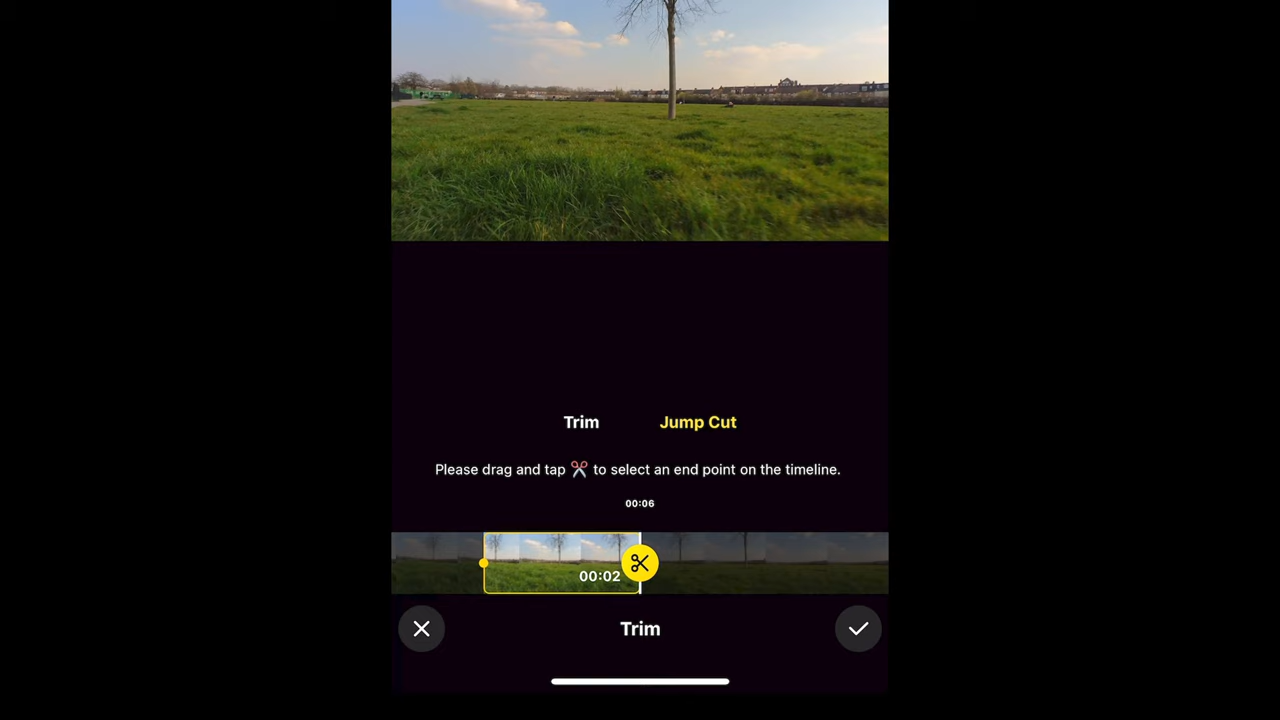 Trim Jump Cut
Please drag and tap ✂️ to select an end point on the timeline.
00:06
00:02
Trim